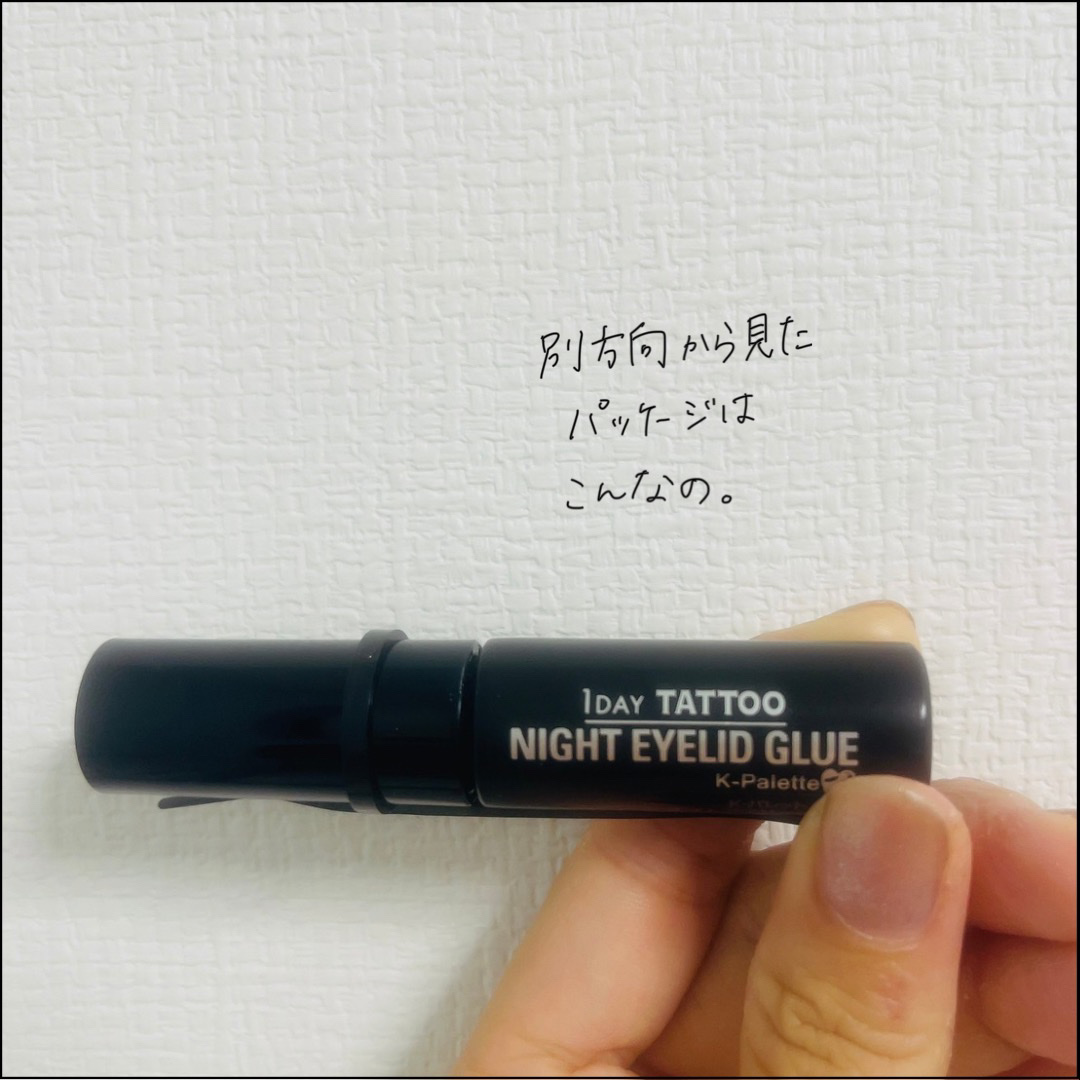 別方向から見た
パッケージは
こんなの。
1DAY TATTOO
NIGHT EYELID GLUE
K-Palette